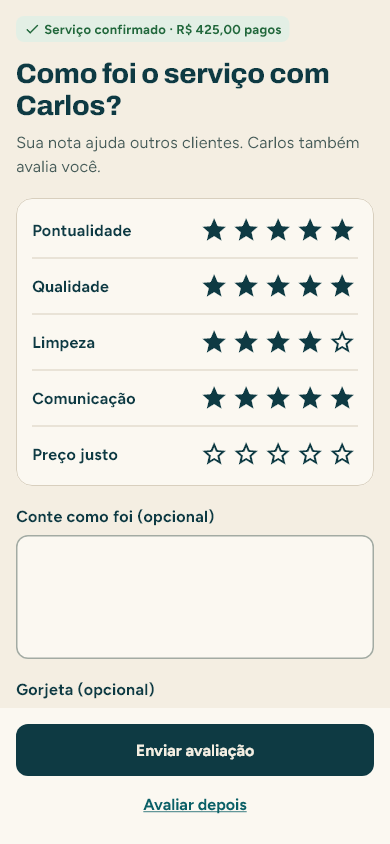 Serviço confirmado · R$ 425,00 pagos
Como foi o serviço com
Carlos?
Sua nota ajuda outros clientes. Carlos também
avalia você.
Pontualidade
Qualidade
Limpeza
Comunicação
Preço justo
Conte como foi (opcional)
Gorjeta (opcional)
Enviar avaliação
Avaliar depois